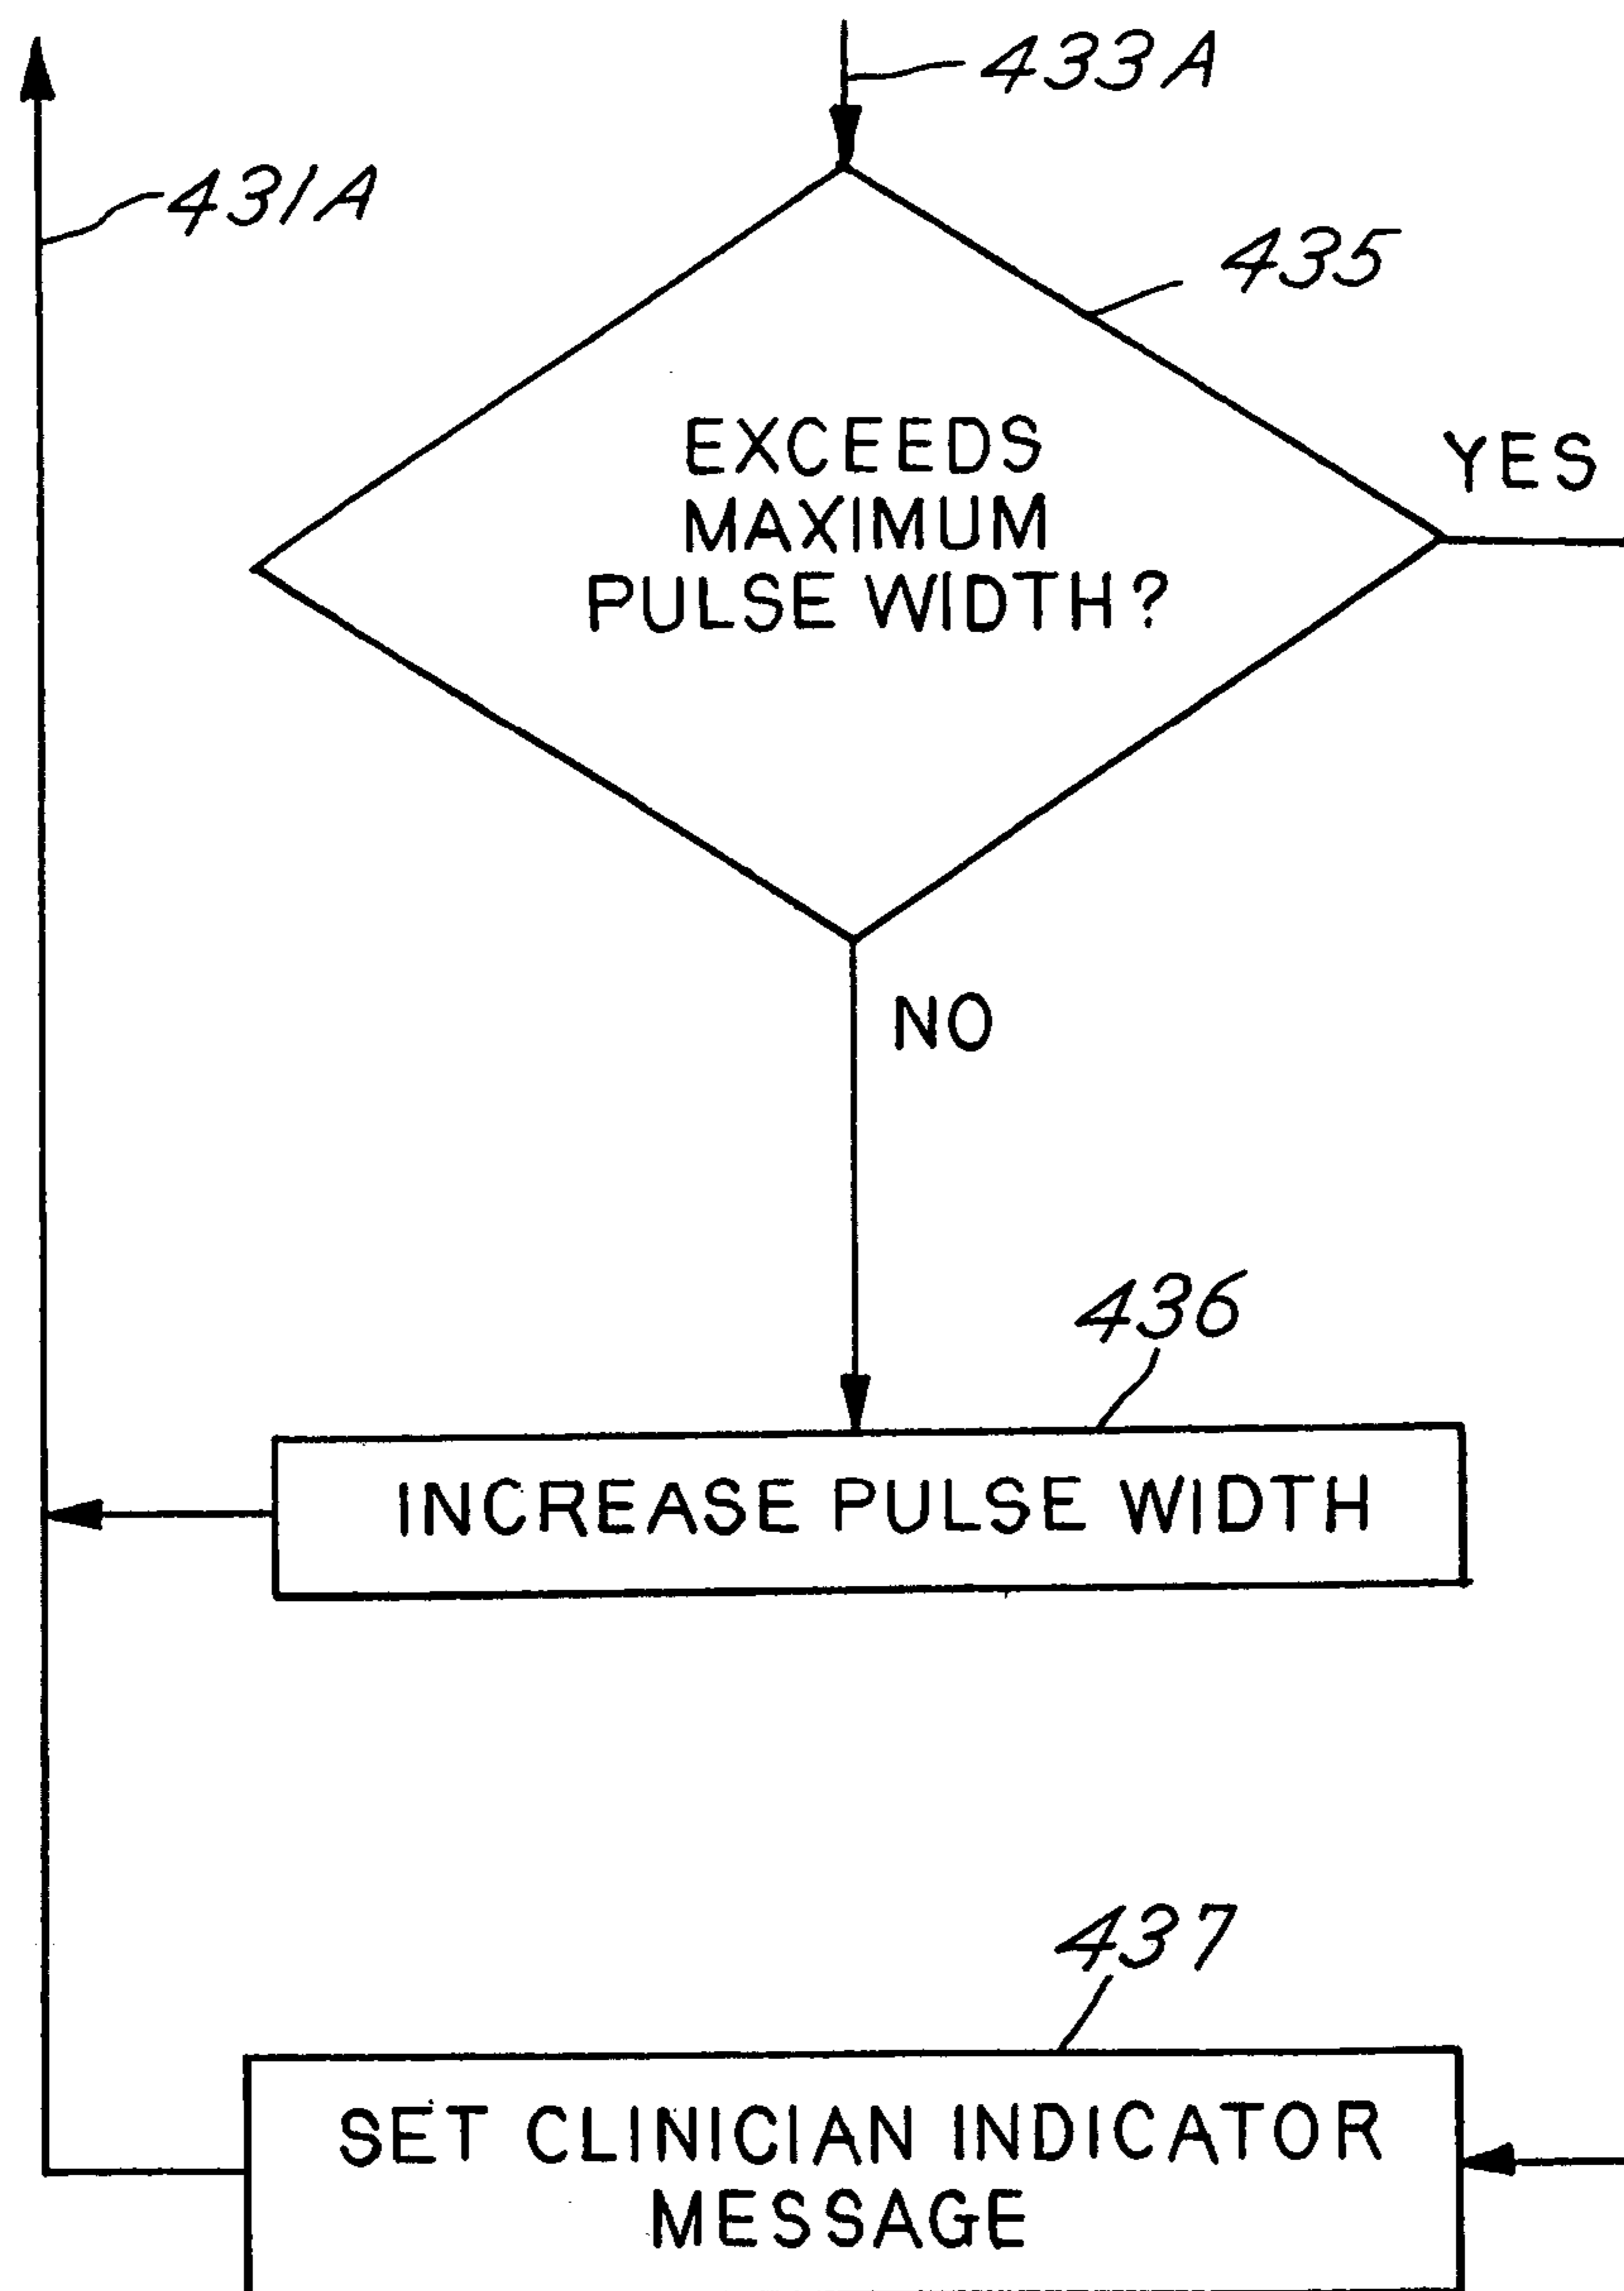 433A
431A
435
EXCEEDS
MAXIMUM
PULSE WIDTH?
YES
NO
436
INCREASE PULSE WIDTH
437
SET CLINICIAN INDICATOR
MESSAGE